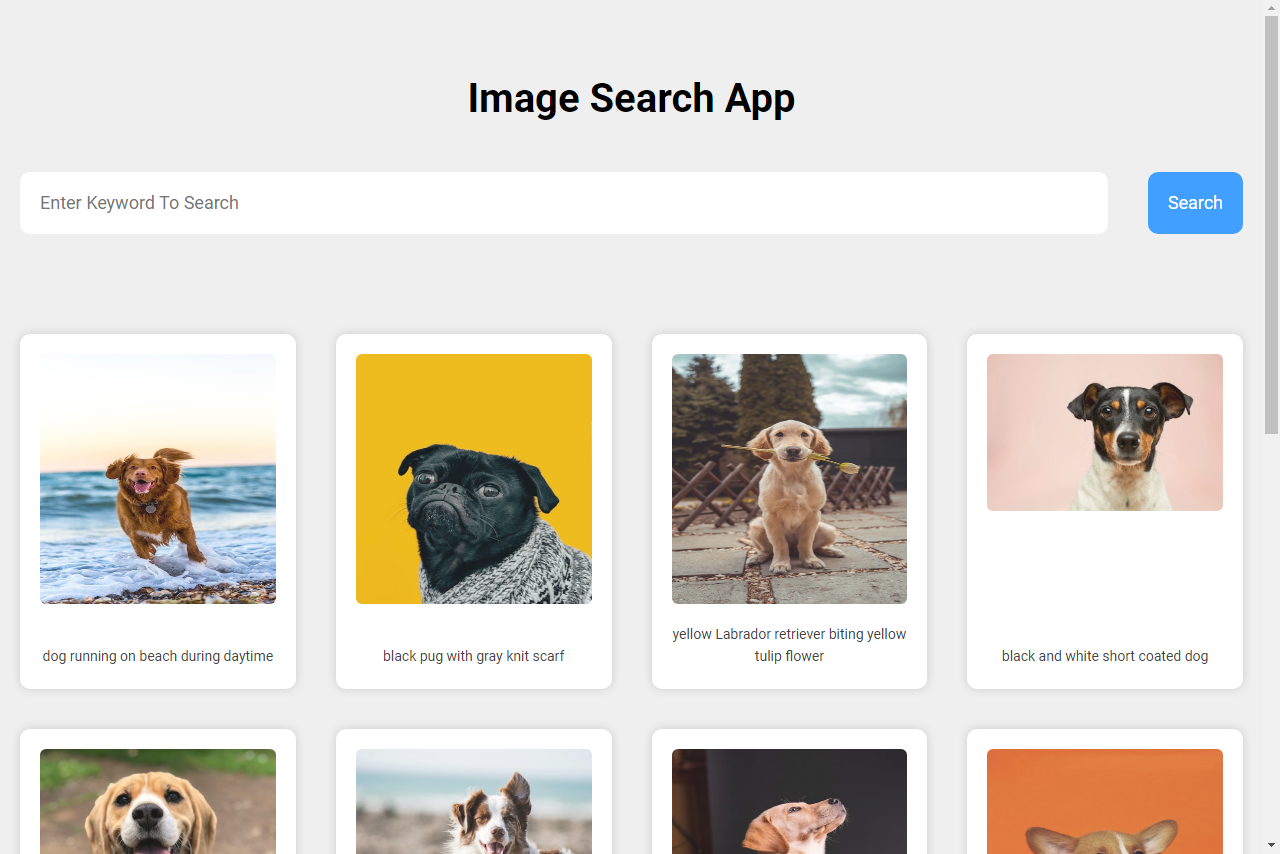 Image Search App
Enter Keyword To Search
Search
dog running on beach during daytime
black pug with gray knit scarf
yellow Labrador retriever biting yellow
tulip flower
black and white short coated dog